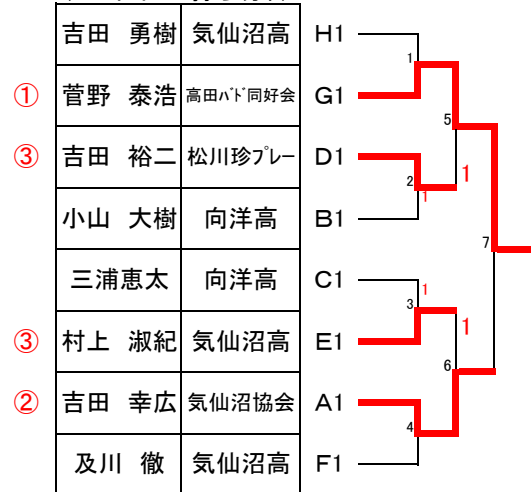 吉田 勇樹 気仙沼高 H1
1
① 菅野 泰浩 高田バド同好会 G1
5
③ 吉田 裕二 松川珍プレー D1 1
2 1
小山 大樹 向洋高 B1
7
三浦恵太 向洋高 C1 1
3
③ 村上 淑紀 気仙沼高 E1 1
6
② 吉田 幸広 気仙沼協会 A1
4
及川 徹 気仙沼高 F1